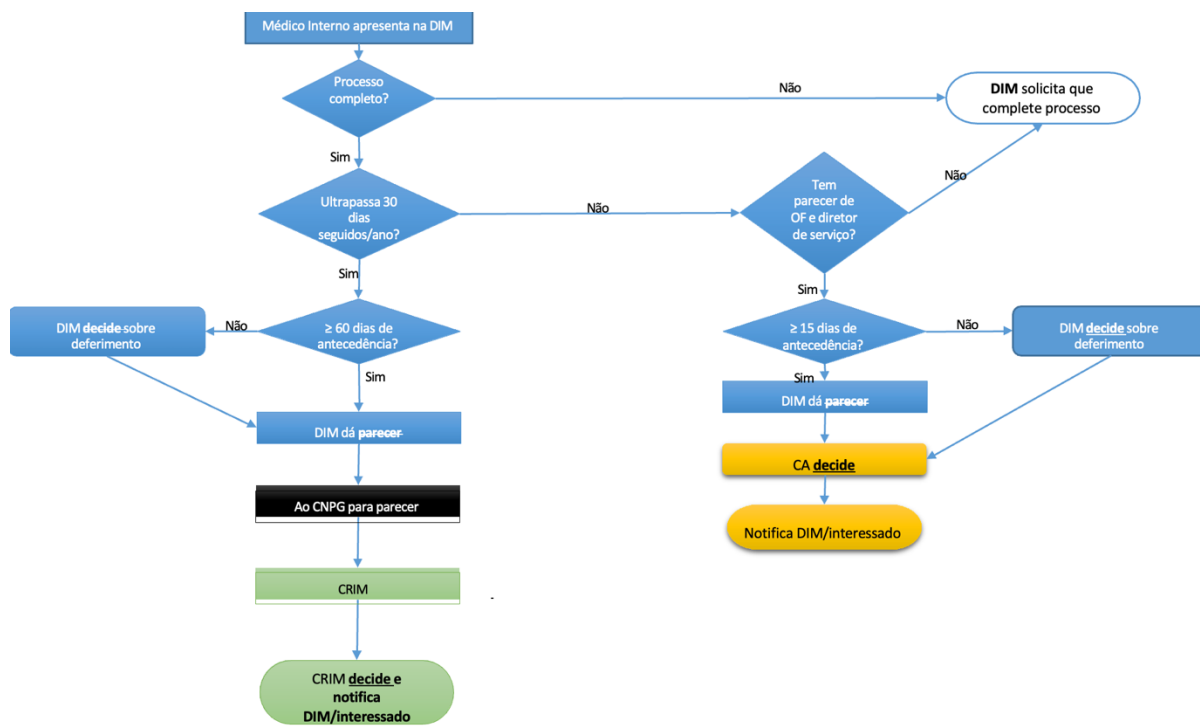 Médico Interno apresenta na DIM
Processo
completo?
Não
DIM solicita que
complete processo
Sim
Ultrapassa 30
dias
seguidos/ano?
Não
Tem
parecer de
OF e diretor
de serviço?
Não
Sim
Sim
DIM decide sobre
deferimento
Não
≥ 60 dias de
antecedência?
≥ 15 dias de
antecedência?
Não
DIM decide sobre
deferimento
Sim
Sim
DIM dá parecer
DIM dá parecer
CA decide
Ao CNPG para parecer
Notifica DIM/interessado
CRIM
CRIM decide e
notifica
DIM/interessado